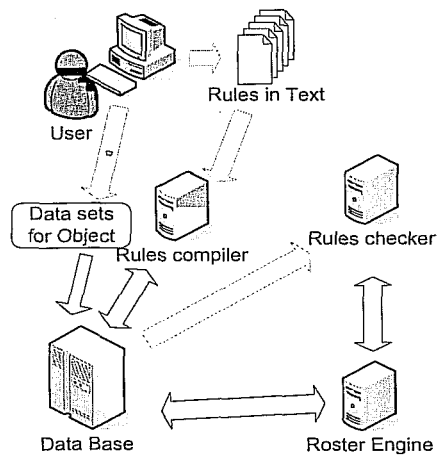 Rules in Text
User
Data sets
for Object
Rules compiler
Rules checker
Data Base
Roster Engine